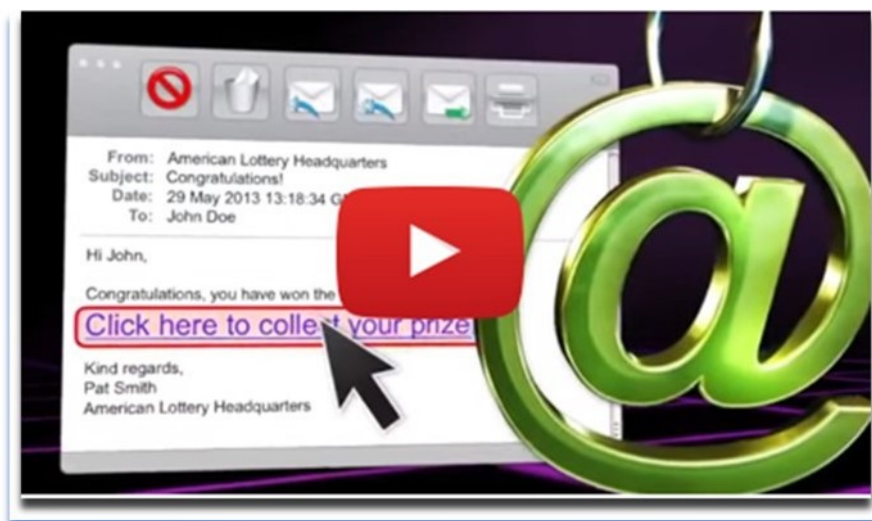 From: American Lottery Headquarters
Subject: Congratulations!
Date: 29 May 2013 13:18:34
To: John Doe
Hi John,
Congratulations, you have won the
Click here to collect your prize
Kind regards,
Pat Smith
American Lottery Headquarters
@